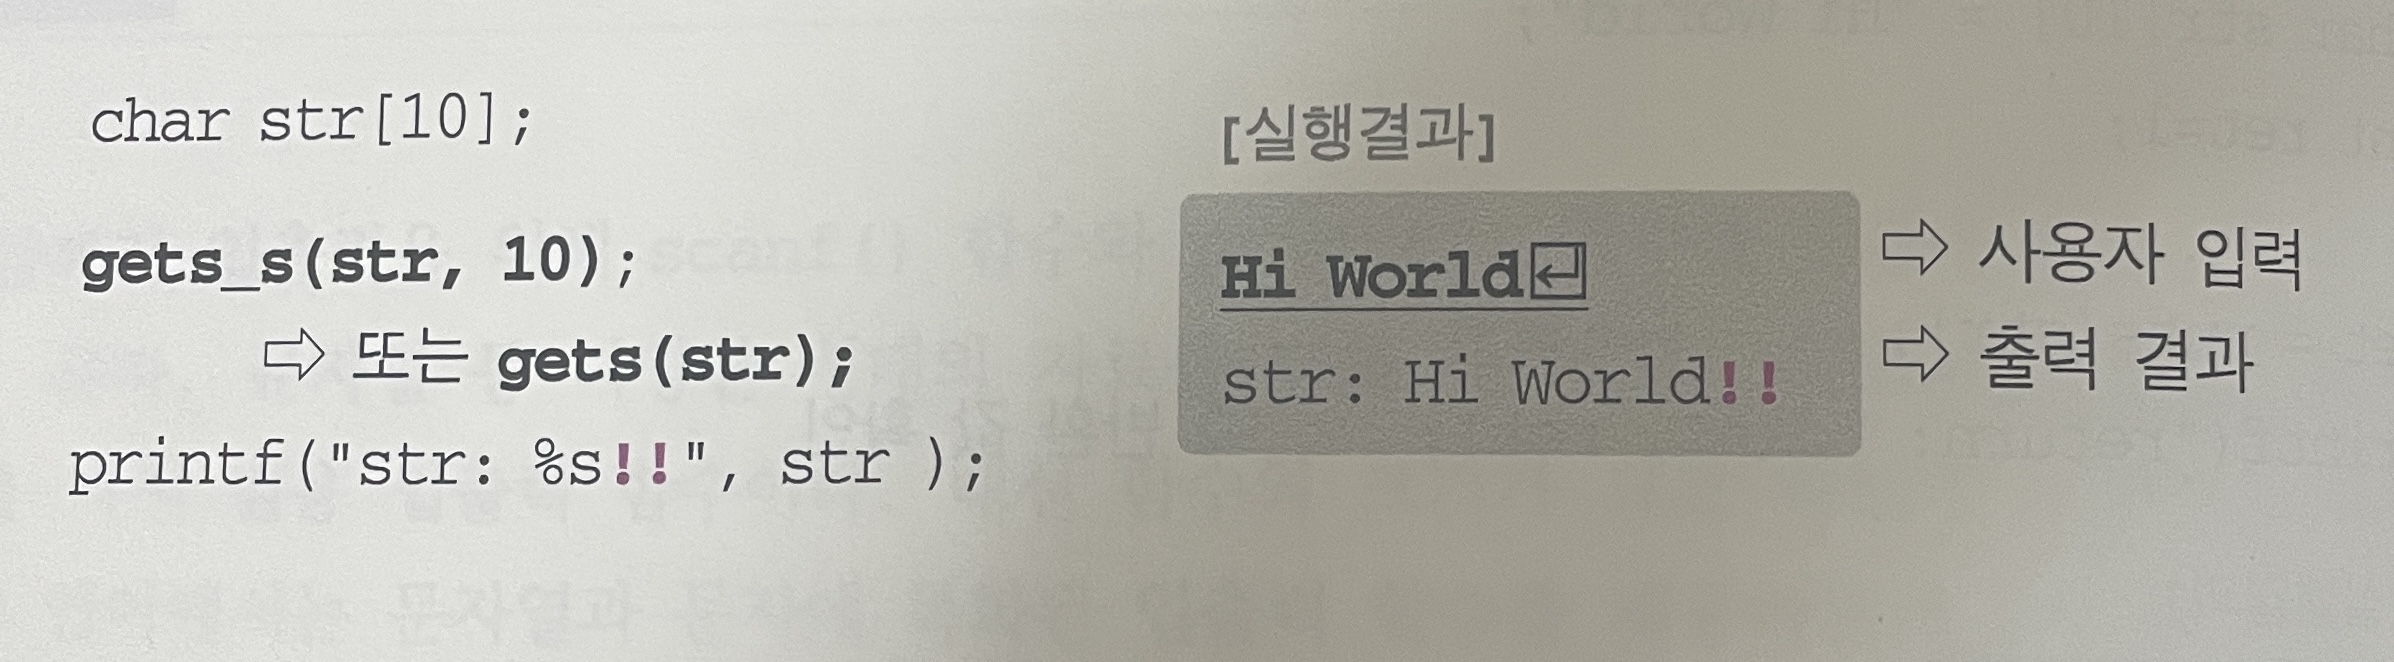 char str[10];
gets_s(str, 10);
⇨ 또는 gets(str);
printf("str: %s!!", str );
[실행결과]
Hi World↵ ⇨ 사용자 입력
str: Hi World!! ⇨ 출력 결과